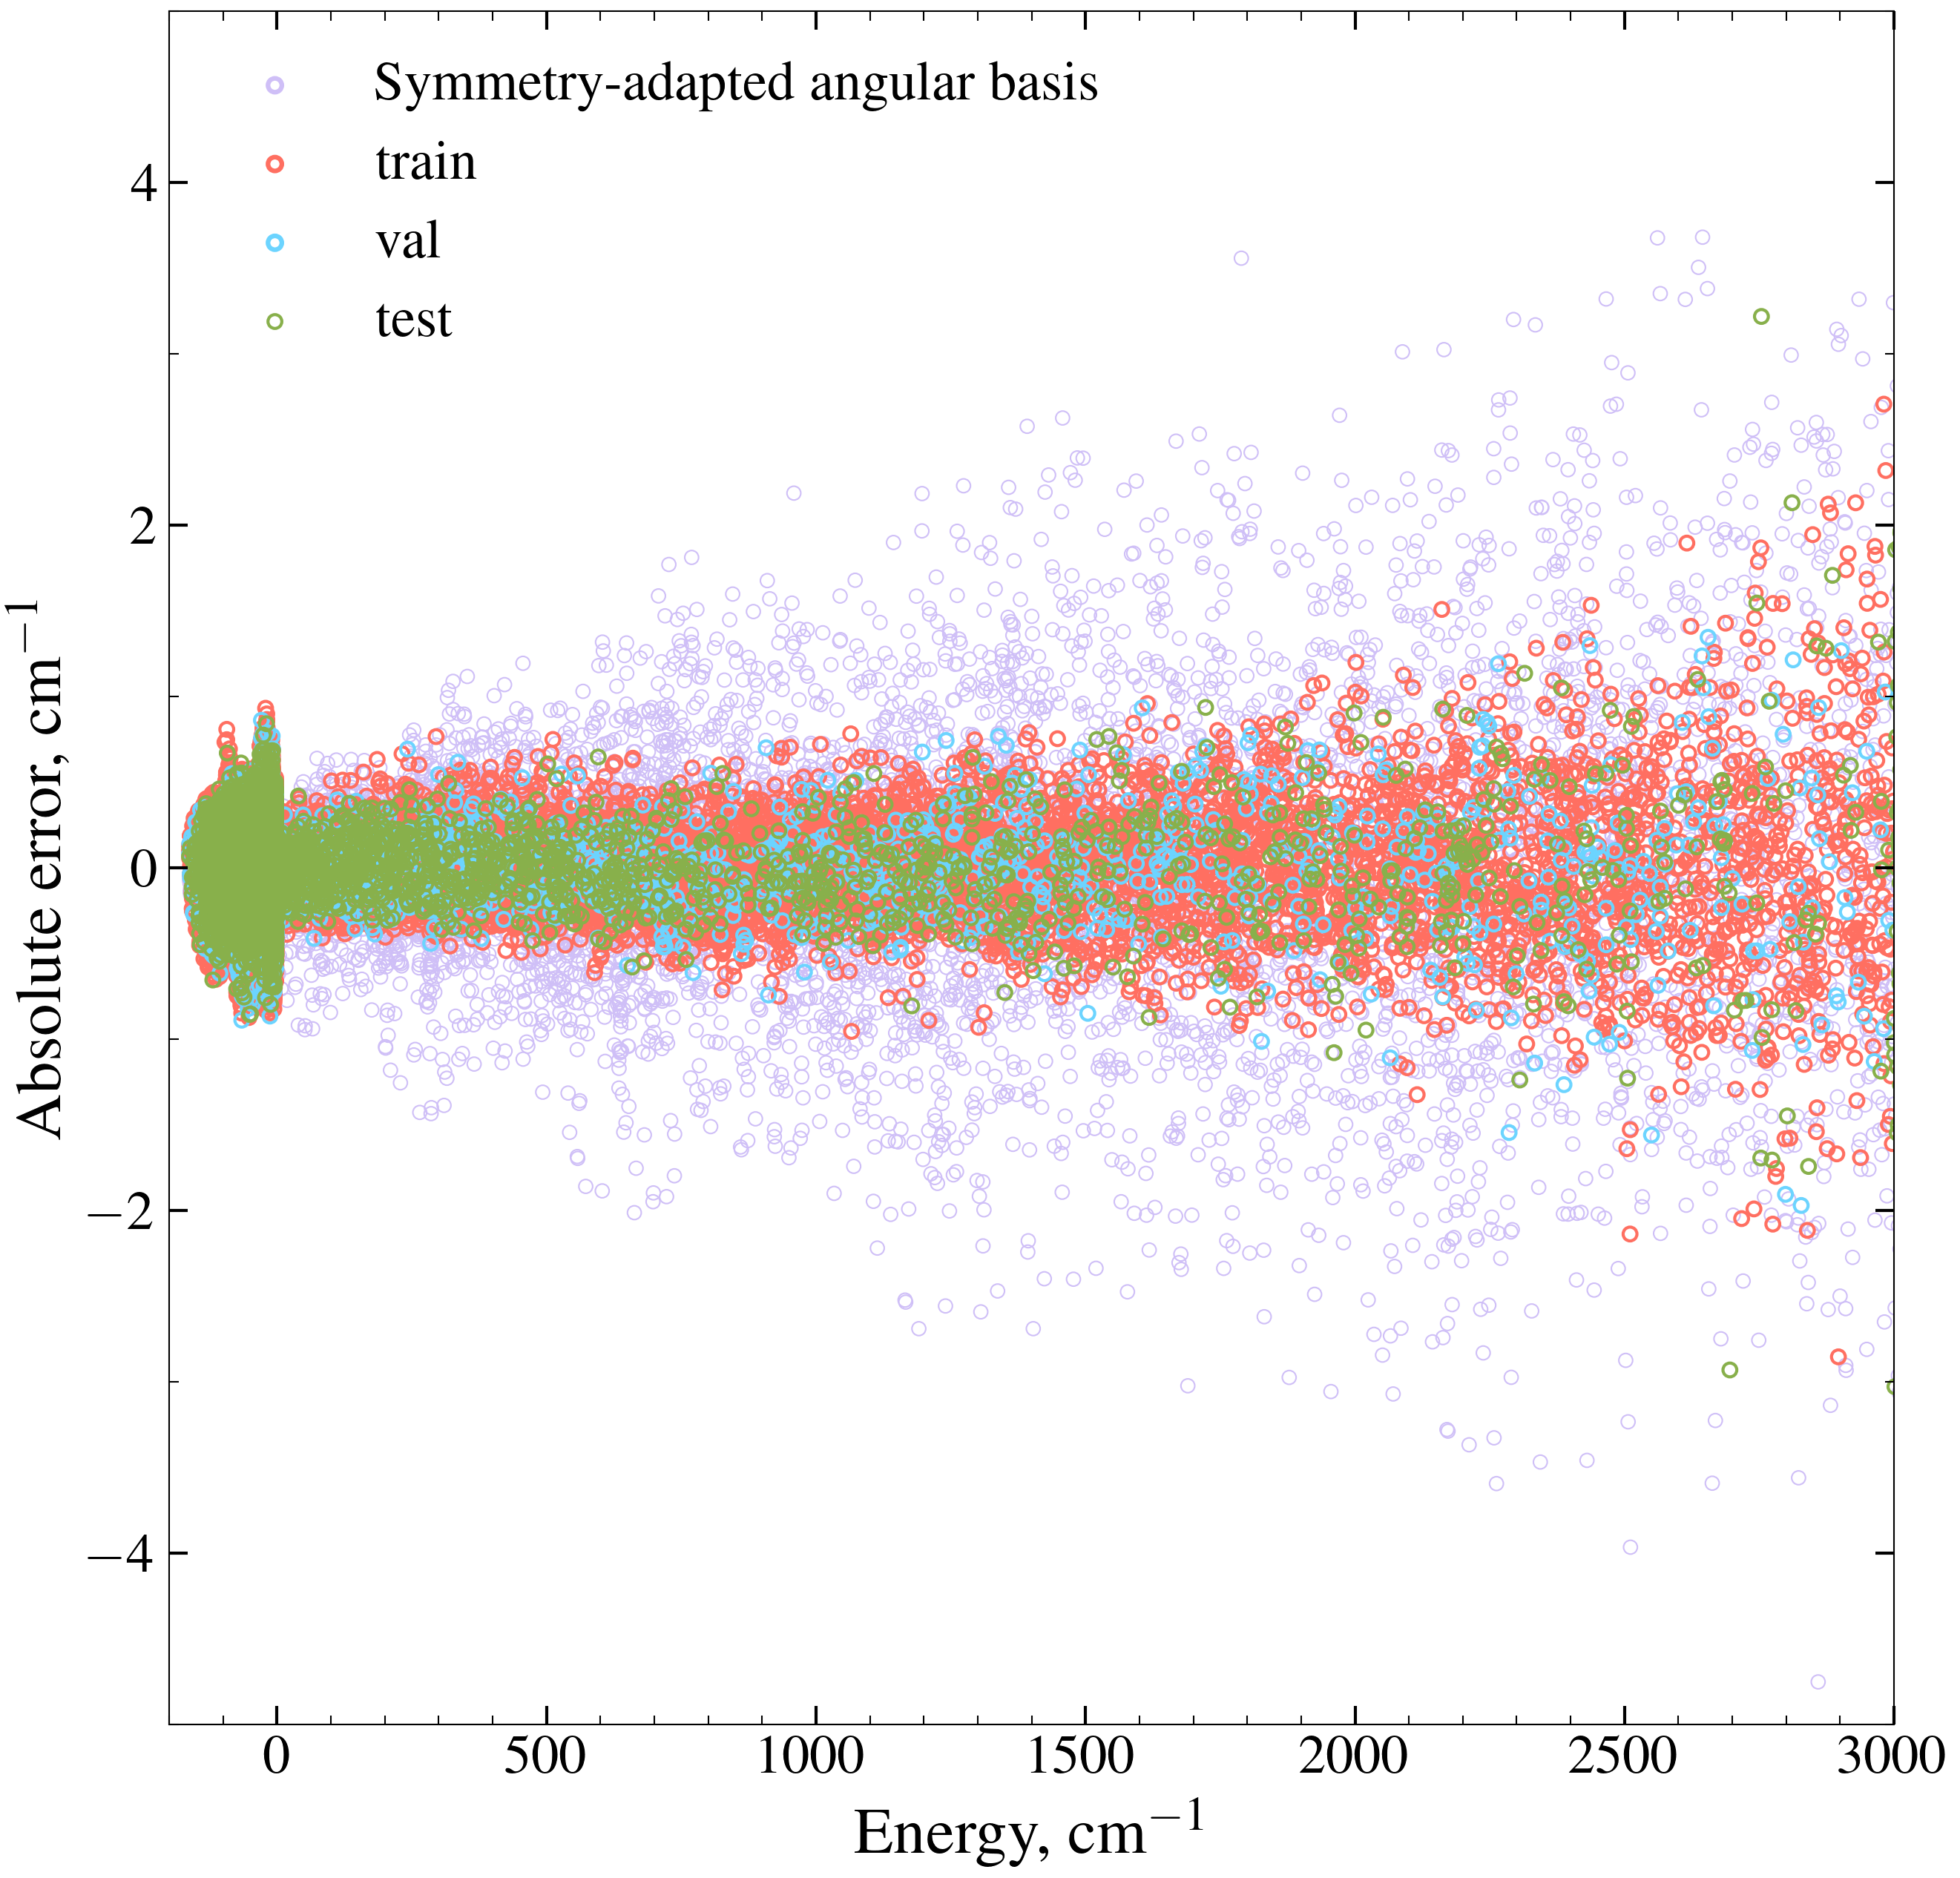 Symmetry-adapted angular basis
train
val
test
4
2
0
−2
−4
Absolute error, cm⁻¹
0 500 1000 1500 2000 2500 3000
Energy, cm⁻¹